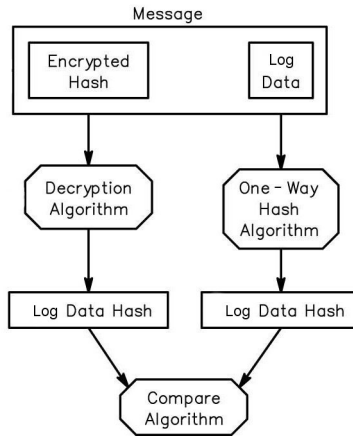 Message
Encrypted
Hash
Log
Data
Decryption
Algorithm
One-Way
Hash
Algorithm
Log Data Hash
Log Data Hash
Compare
Algorithm